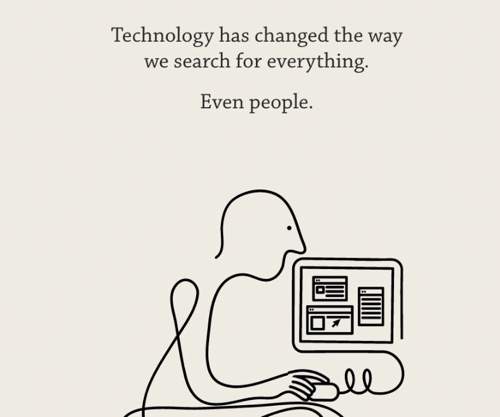 Technology has changed the way
we search for everything.
Even people.